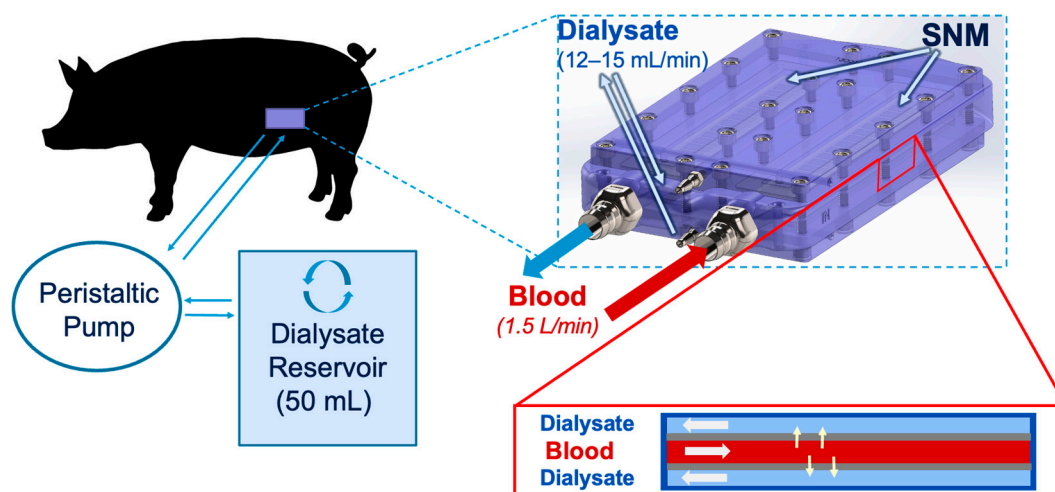 Dialysate
(12–15 mL/min)
SNM
Peristaltic
Pump
Dialysate
Reservoir
(50 mL)
Blood
(1.5 L/min)
Dialysate
Blood
Dialysate